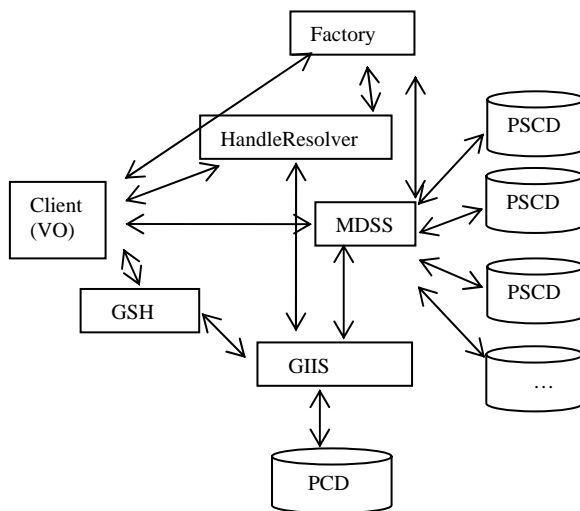 Factory
HandleResolver
PSCD
Client
(VO)
PSCD
MDSS
PSCD
GSH
GIIS
…
PCD